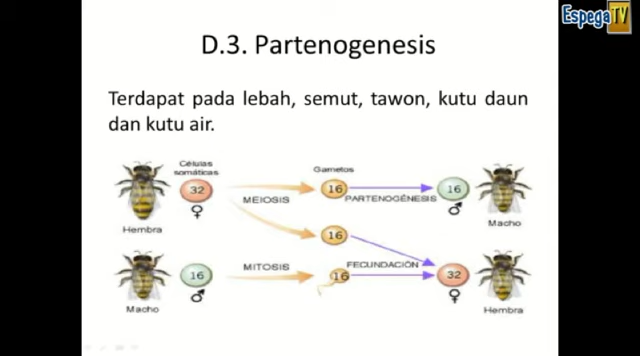 EspegaTV
D.3. Partenogenesis
Terdapat pada lebah, semut, tawon, kutu daun
dan kutu air.
Células
somáticas
Gametos
32
MEIOSIS
16
PARTENOGÉNESIS
16
Hembra
Macho
16
16
MITOSIS
16
FECUNDACIÓN
32
Macho
Hembra